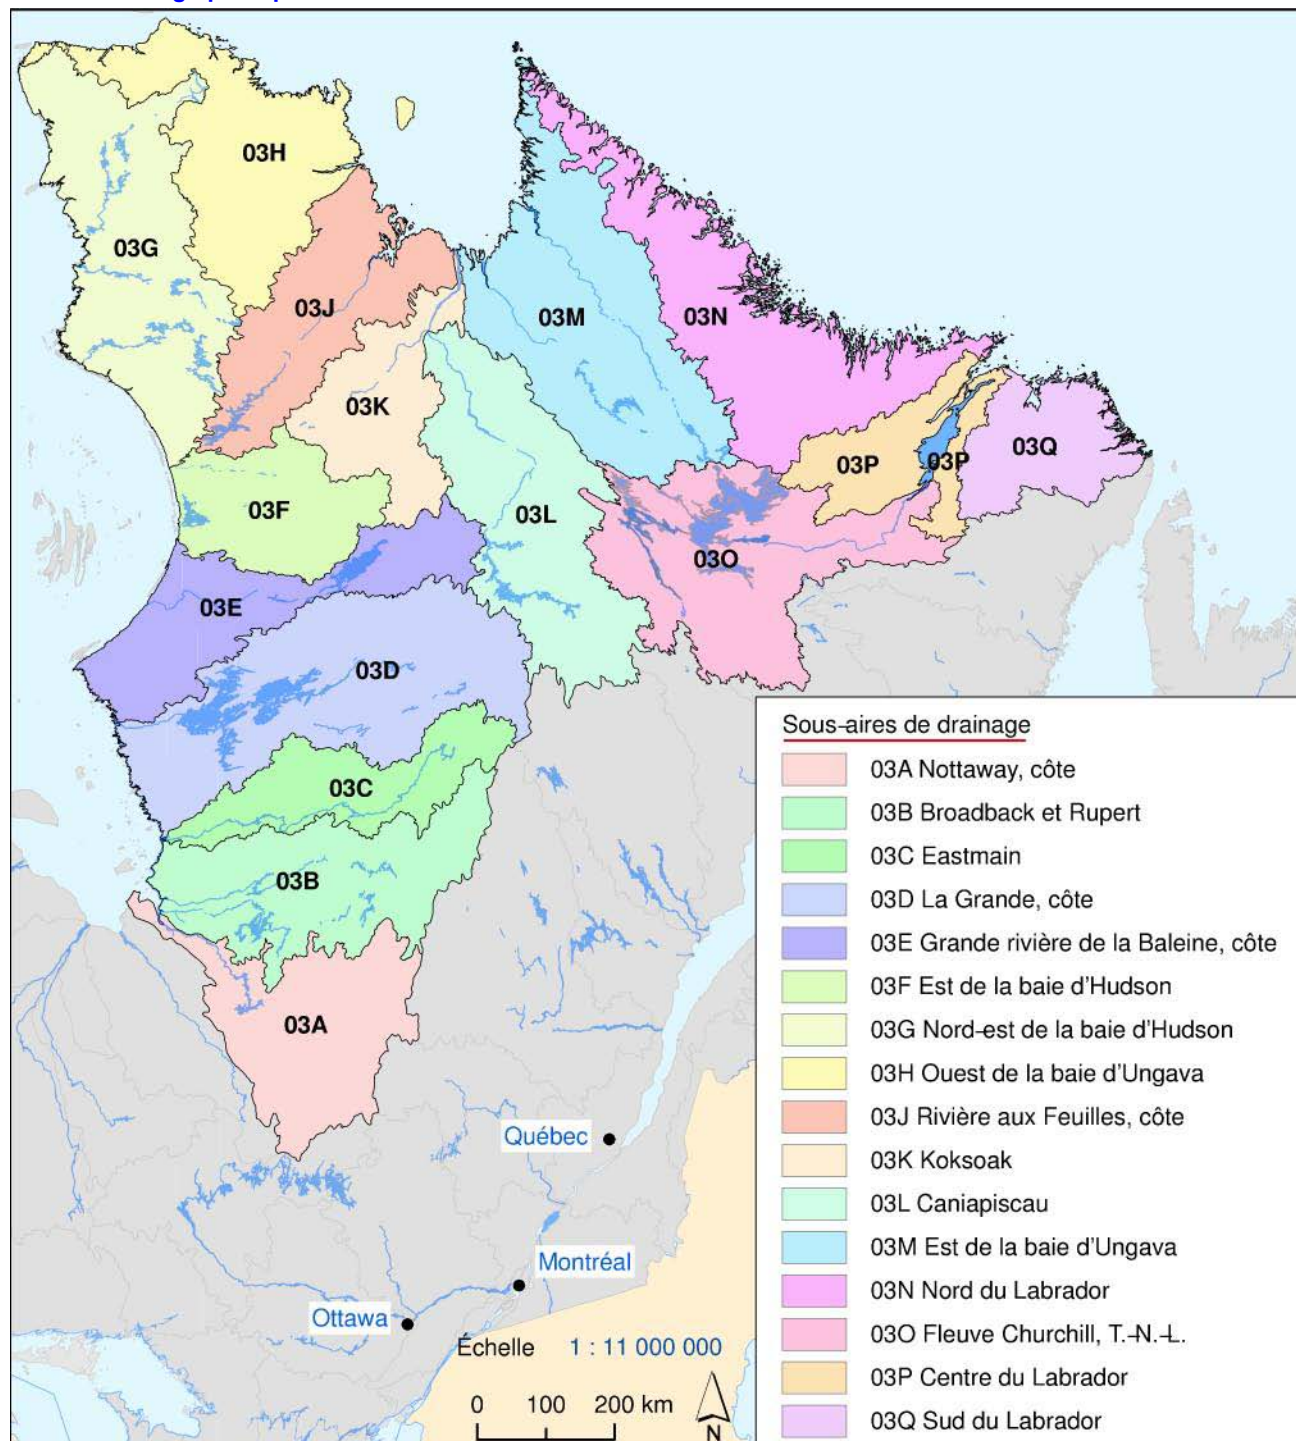 03H
03G
03J
03M
03N
03K
03P
03P
03Q
03F
03L
03O
03E
03D
03C
03B
03A
Québec
Montréal
Ottawa
Échelle 1 : 11 000 000
0 100 200 km
N
Sous-aires de drainage
03A Nottaway, côte
03B Broadback et Rupert
03C Eastmain
03D La Grande, côte
03E Grande rivière de la Baleine, côte
03F Est de la baie d'Hudson
03G Nord-est de la baie d'Hudson
03H Ouest de la baie d'Ungava
03J Rivière aux Feuilles, côte
03K Koksoak
03L Caniapiscau
03M Est de la baie d'Ungava
03N Nord du Labrador
03O Fleuve Churchill, T.-N.-L.
03P Centre du Labrador
03Q Sud du Labrador